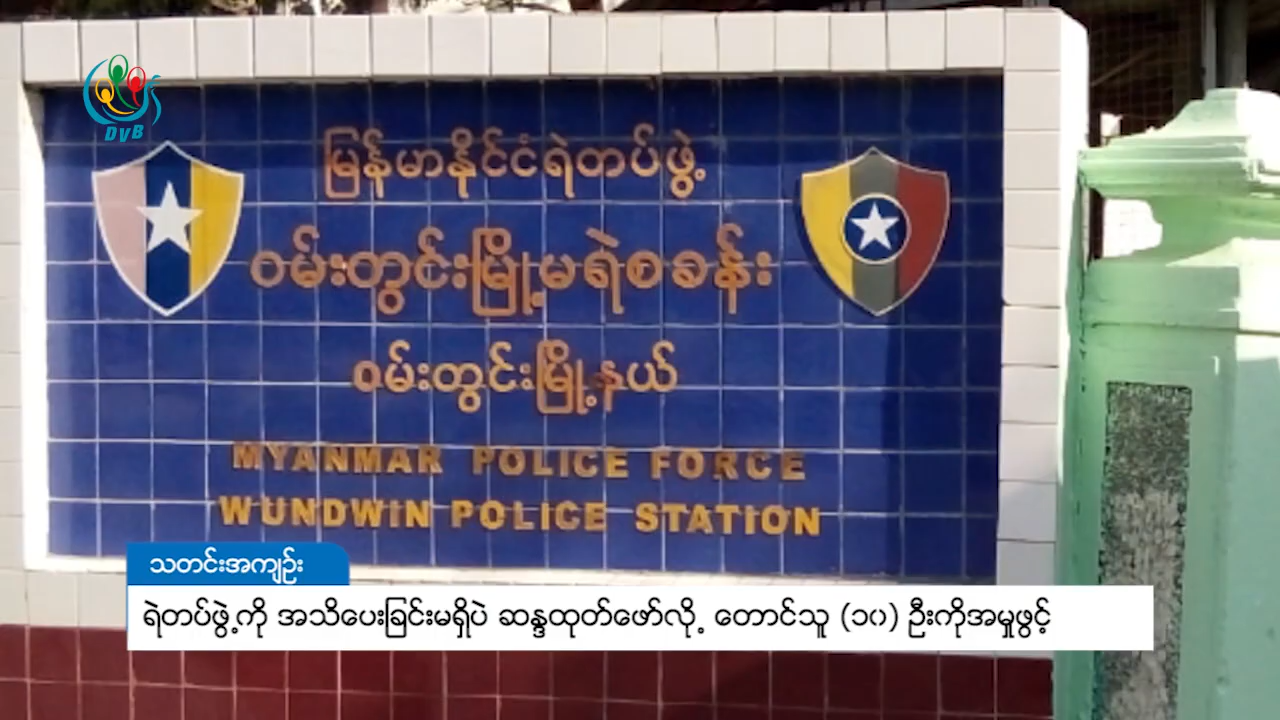 DVB
မြန်မာနိုင်ငံရဲတပ်ဖွဲ့
ဝမ်းတွင်းမြို့မရဲစခန်း
ဝမ်းတွင်းမြို့နယ်
MYANMAR POLICE FORCE
WUNDWIN POLICE STATION
သတင်းအကျဉ်း
ရဲတပ်ဖွဲ့ကို အသိပေးခြင်းမရှိပဲ ဆန္ဒထုတ်ဖော်လို့ တောင်သူ (၁၀) ဦးကိုအမှုဖွင့်